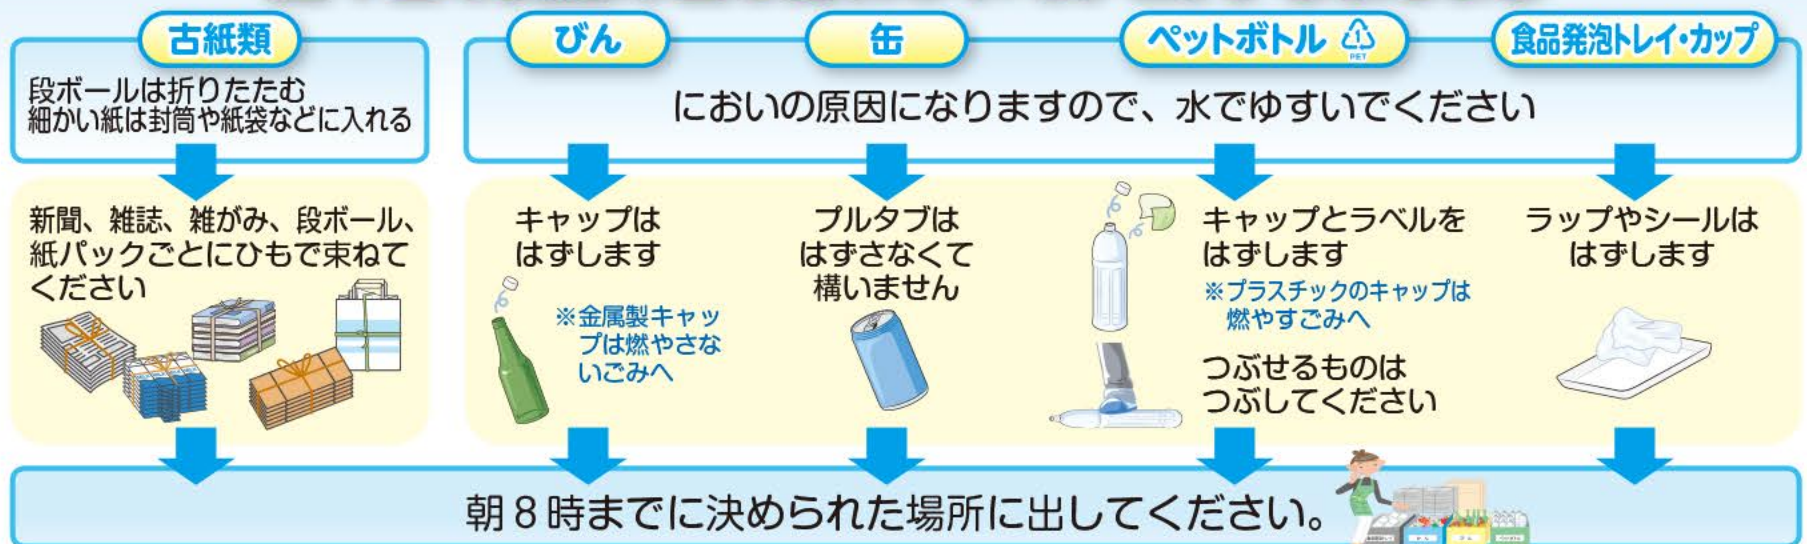 古紙類
段ボールは折りたたむ
細かい紙は封筒や紙袋などに入れる
新聞、雑誌、雑がみ、段ボール、
紙パックごとにひもで束ねて
ください
びん
缶
ペットボトル
1
PET
食品発泡トレイ・カップ
においの原因になりますので、水でゆすいでください
キャップは
はずします
※金属製キャッ
プは燃やさな
いごみへ
プルタブは
はずさなくて
構いません
キャップとラベルを
はずします
※プラスチックのキャップは
燃やすごみへ
つぶせるものは
つぶしてください
ラップやシールは
はずします
朝8時までに決められた場所に出してください。